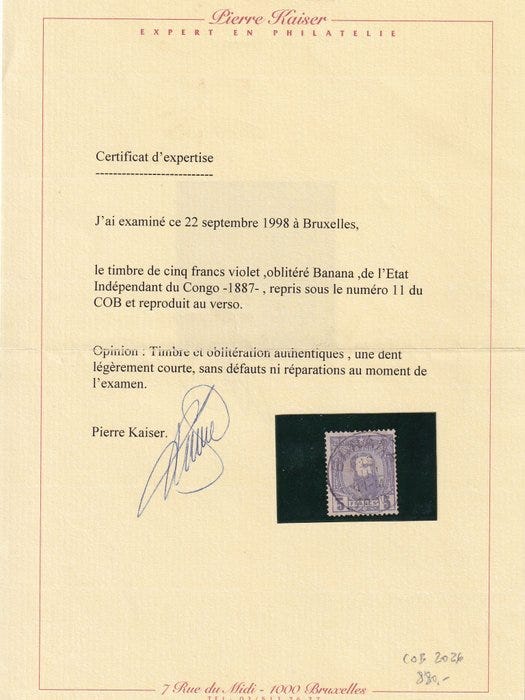 Pierre Kaiser
EXPERT EN PHILATELIE
Certificat d'expertise
--------------------------
J'ai examiné ce 22 septembre 1998 à Bruxelles,
le timbre de cinq francs violet ,oblitéré Banana ,de l'Etat
Indépendant du Congo -1887- , repris sous le numéro 11 du
COB et reproduit au verso.
Opinion : Timbre et oblitération authentiques , une dent
légèrement courte, sans défauts ni réparations au moment de
l'examen.
Pierre Kaiser.
BANANA
5 5
COB 2026
880,-
7 Rue du Midi - 1000 Bruxelles